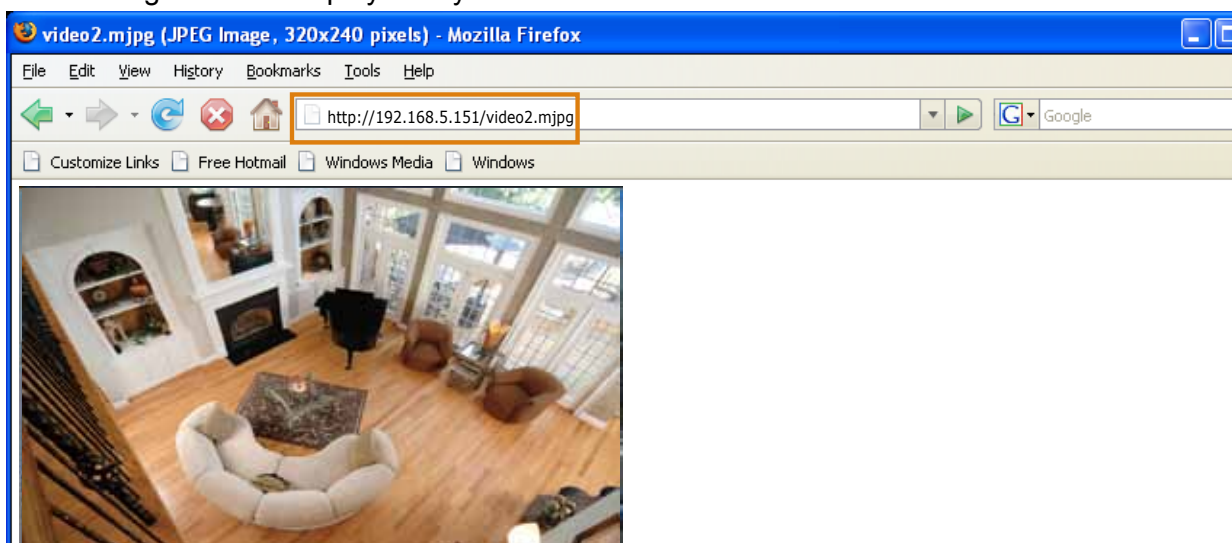 video2.mjpg (JPEG Image, 320x240 pixels) - Mozilla Firefox
File Edit View History Bookmarks Tools Help
http://192.168.5.151/video2.mjpg G Google
Customize Links Free Hotmail Windows Media Windows